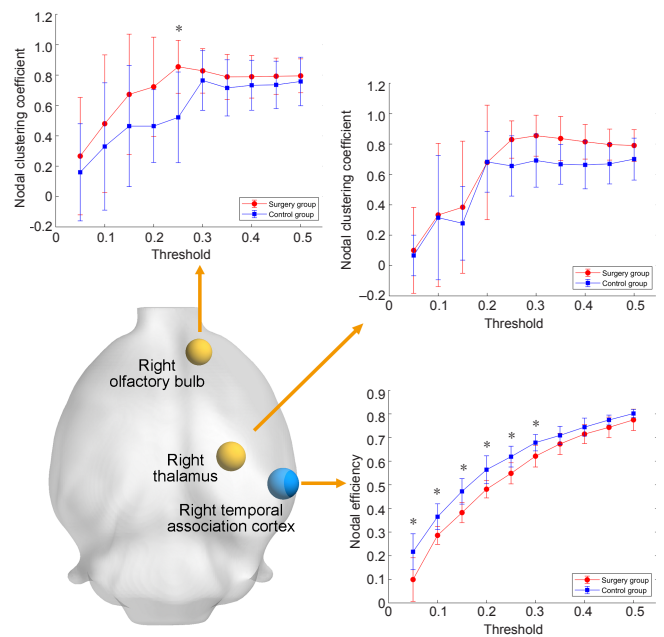 *
Nodal clustering coefficient
1.2
1.0
0.8
0.6
0.4
0.2
0
-0.2
0 0.1 0.2 0.3 0.4 0.5
Threshold
Surgery group
Control group
Nodal clustering coefficient
1.2
1.0
0.8
0.6
0.4
0.2
0
–0.2
0 0.1 0.2 0.3 0.4 0.5
Threshold
Surgery group
Control group
Right
olfactory bulb
Right
thalamus
Right temporal
association cortex
Nodal efficiency
0.9
0.8
0.7
0.6
0.5
0.4
0.3
0.2
0.1
0
* * * * * *
0 0.1 0.2 0.3 0.4 0.5
Threshold
Surgery group
Control group